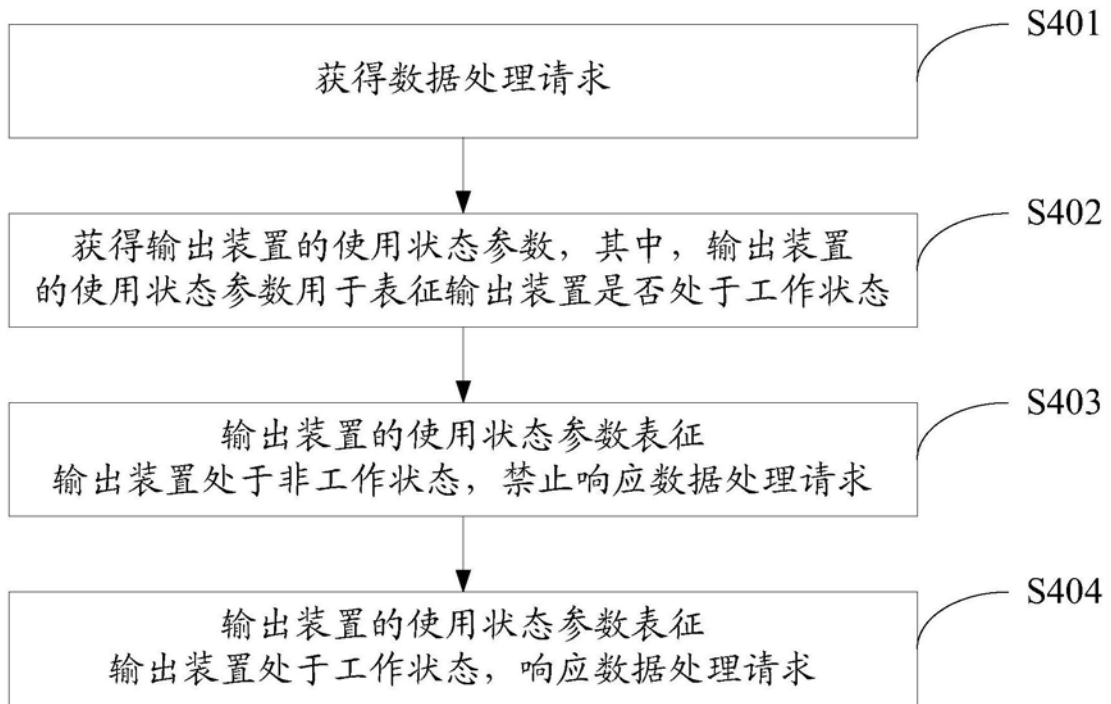 S401
获得数据处理请求
S402
获得输出装置的使用状态参数，其中，输出装置
的使用状态参数用于表征输出装置是否处于工作状态
S403
输出装置的使用状态参数表征
输出装置处于非工作状态，禁止响应数据处理请求
S404
输出装置的使用状态参数表征
输出装置处于工作状态，响应数据处理请求